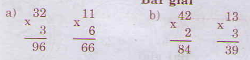 Bài giải
a) 32 11 b) 42 13
x x x x
3 6 2 3
96 66 84 39